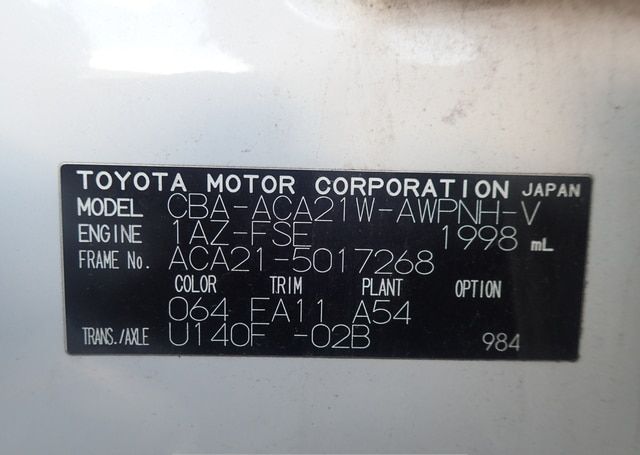 TOYOTA MOTOR CORPORATION JAPAN
MODEL CBA-ACA21W-AWPNH-V
ENGINE 1AZ-FSE 1998 mL
FRAME No. ACA21-5017268
COLOR TRIM PLANT OPTION
064 FA11 A54
TRANS./AXLE U140F -02B 984